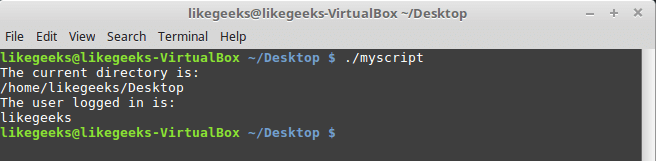 likegeeks@likegeeks-VirtualBox ~/Desktop
File Edit View Search Terminal Help
likegeeks@likegeeks-VirtualBox ~/Desktop $ ./myscript
The current directory is:
/home/likegeeks/Desktop
The user logged in is:
likegeeks
likegeeks@likegeeks-VirtualBox ~/Desktop $